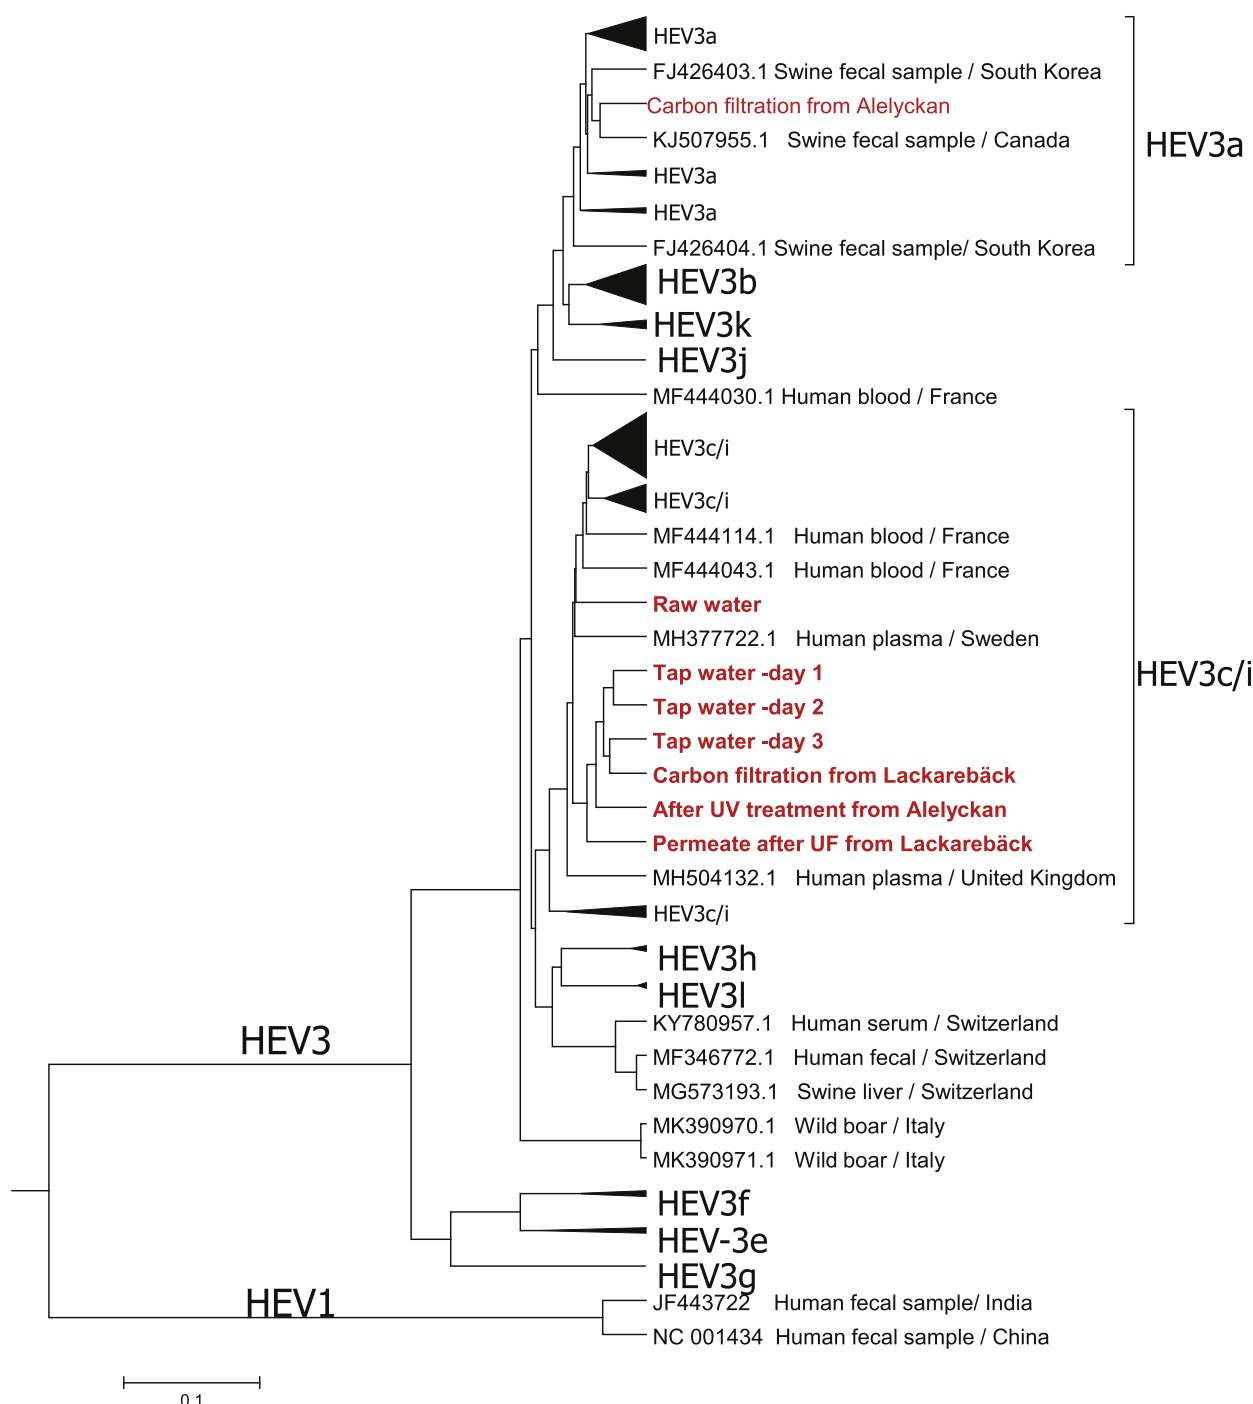 HEV3a
FJ426403.1 Swine fecal sample / South Korea
Carbon filtration from Alelyckan
KJ507955.1 Swine fecal sample / Canada
HEV3a
HEV3a
HEV3a
FJ426404.1 Swine fecal sample/ South Korea
HEV3b
HEV3k
HEV3j
MF444030.1 Human blood / France
HEV3c/i
HEV3c/i
MF444114.1 Human blood / France
MF444043.1 Human blood / France
Raw water
MH377722.1 Human plasma / Sweden
HEV3c/i
Tap water -day 1
Tap water -day 2
Tap water -day 3
Carbon filtration from Lackarebäck
After UV treatment from Alelyckan
Permeate after UF from Lackarebäck
MH504132.1 Human plasma / United Kingdom
HEV3c/i
HEV3h
HEV3l
KY780957.1 Human serum / Switzerland
HEV3
MF346772.1 Human fecal / Switzerland
MG573193.1 Swine liver / Switzerland
MK390970.1 Wild boar / Italy
MK390971.1 Wild boar / Italy
HEV3f
HEV-3e
HEV3g
HEV1
JF443722 Human fecal sample/ India
NC 001434 Human fecal sample / China
0.1